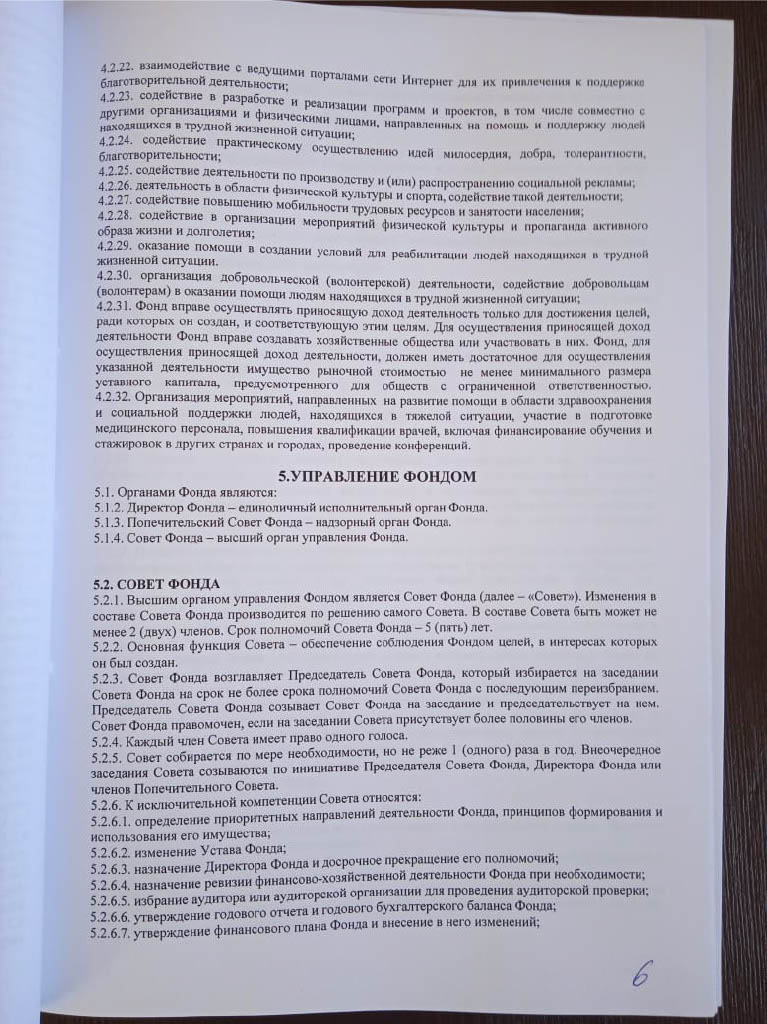 4.2.22. взаимодействие с ведущими порталами сети Интернет для их привлечения к поддержке
благотворительной деятельности;
4.2.23. содействие в разработке и реализации программ и проектов, в том числе совместно с
другими организациями и физическими лицами, направленных на помощь и поддержку людей
находящихся в трудной жизненной ситуации;
4.2.24. содействие практическому осуществлению идей милосердия, добра, толерантности,
благотворительности;
4.2.25. содействие деятельности по производству и (или) распространению социальной рекламы;
4.2.26. деятельность в области физической культуры и спорта, содействие такой деятельности;
4.2.27. содействие повышению мобильности трудовых ресурсов и занятости населения;
4.2.28. содействие в организации мероприятий физической культуры и пропаганда активного
образа жизни и долголетия;
4.2.29. оказание помощи в создании условий для реабилитации людей находящихся в трудной
жизненной ситуации.
4.2.30. организация добровольческой (волонтерской) деятельности, содействие добровольцам
(волонтерам) в оказании помощи людям находящихся в трудной жизненной ситуации;
4.2.31. Фонд вправе осуществлять приносящую доход деятельность только для достижения целей,
ради которых он создан, и соответствующую этим целям. Для осуществления приносящей доход
деятельности Фонд вправе создавать хозяйственные общества или участвовать в них. Фонд, для
осуществления приносящей доход деятельности, должен иметь достаточное для осуществления
указанной деятельности имущество рыночной стоимостью не менее минимального размера
уставного капитала, предусмотренного для обществ с ограниченной ответственностью.
4.2.32. Организация мероприятий, направленных на развитие помощи в области здравоохранения
и социальной поддержки людей, находящихся в тяжелой ситуации, участие в подготовке
медицинского персонала, повышения квалификации врачей, включая финансирование обучения и
стажировок в других странах и городах, проведение конференций.
5.УПРАВЛЕНИЕ ФОНДОМ
5.1. Органами Фонда являются:
5.1.2. Директор Фонда – единоличный исполнительный орган Фонда.
5.1.3. Попечительский Совет Фонда – надзорный орган Фонда.
5.1.4. Совет Фонда – высший орган управления Фонда.
5.2. СОВЕТ ФОНДА
5.2.1. Высшим органом управления Фондом является Совет Фонда (далее – «Совет»). Изменения в
составе Совета Фонда производится по решению самого Совета. В составе Совета быть может не
менее 2 (двух) членов. Срок полномочий Совета Фонда – 5 (пять) лет.
5.2.2. Основная функция Совета – обеспечение соблюдения Фондом целей, в интересах которых
он был создан.
5.2.3. Совет Фонда возглавляет Председатель Совета Фонда, который избирается на заседании
Совета Фонда на срок не более срока полномочий Совета Фонда с последующим переизбранием.
Председатель Совета Фонда созывает Совет Фонда на заседание и председательствует на нем.
Совет Фонда правомочен, если на заседании Совета присутствует более половины его членов.
5.2.4. Каждый член Совета имеет право одного голоса.
5.2.5. Совет собирается по мере необходимости, но не реже 1 (одного) раза в год. Внеочередное
заседания Совета созываются по инициативе Председателя Совета Фонда, Директора Фонда или
членов Попечительного Совета.
5.2.6. К исключительной компетенции Совета относятся:
5.2.6.1. определение приоритетных направлений деятельности Фонда, принципов формирования и
использования его имущества;
5.2.6.2. изменение Устава Фонда;
5.2.6.3. назначение Директора Фонда и досрочное прекращение его полномочий;
5.2.6.4. назначение ревизии финансово-хозяйственной деятельности Фонда при необходимости;
5.2.6.5. избрание аудитора или аудиторской организации для проведения аудиторской проверки;
5.2.6.6. утверждение годового отчета и годового бухгалтерского баланса Фонда;
5.2.6.7. утверждение финансового плана Фонда и внесение в него изменений;
6